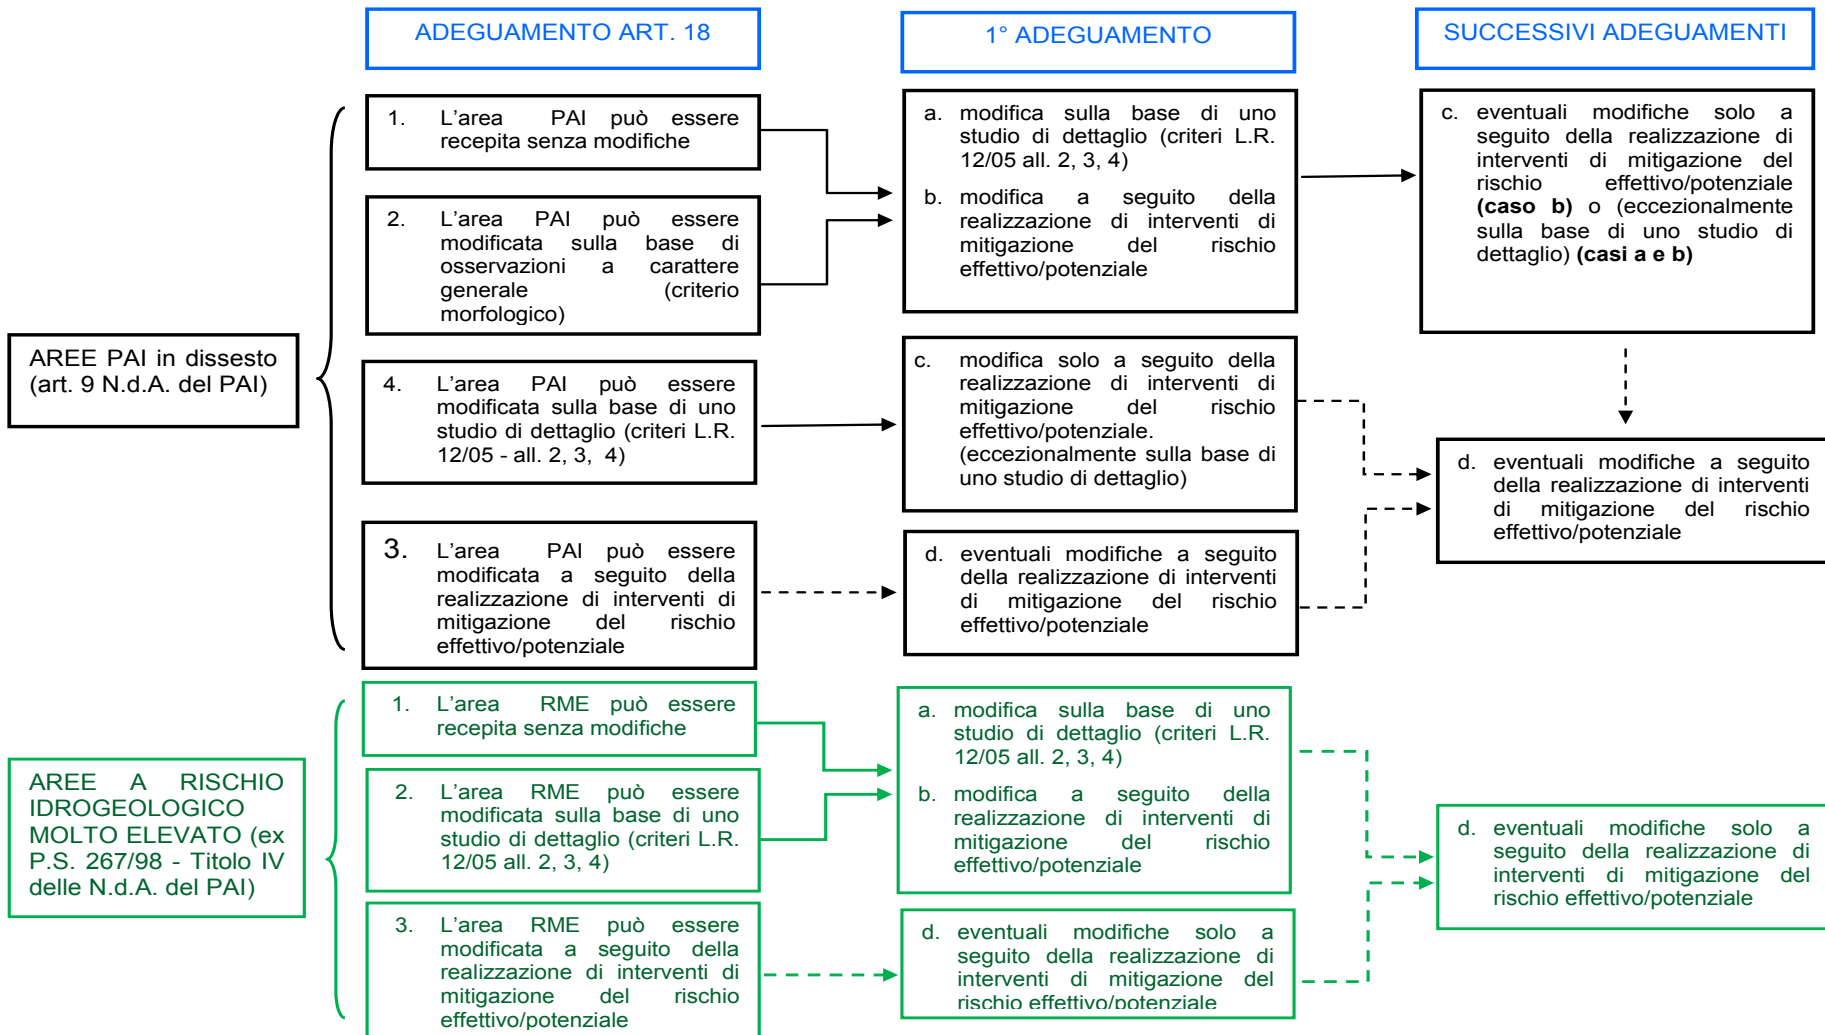 ADEGUAMENTO ART. 18
1° ADEGUAMENTO
SUCCESSIVI ADEGUAMENTI
AREE PAI in dissesto
(art. 9 N.d.A. del PAI)
1. L'area PAI può essere
recepita senza modifiche
2. L'area PAI può essere
modificata sulla base di
osservazioni a carattere
generale (criterio
morfologico)
4. L'area PAI può essere
modificata sulla base di uno
studio di dettaglio (criteri L.R.
12/05 - all. 2, 3, 4)
3. L'area PAI può essere
modificata a seguito della
realizzazione di interventi di
mitigazione del rischio
effettivo/potenziale
a. modifica sulla base di uno
studio di dettaglio (criteri L.R.
12/05 all. 2, 3, 4)
b. modifica a seguito della
realizzazione di interventi di
mitigazione del rischio
effettivo/potenziale
c. modifica solo a seguito della
realizzazione di interventi di
mitigazione del rischio
effettivo/potenziale.
(eccezionalmente sulla base di
uno studio di dettaglio)
d. eventuali modifiche a seguito
della realizzazione di interventi
di mitigazione del rischio
effettivo/potenziale
c. eventuali modifiche solo a
seguito della realizzazione di
interventi di mitigazione del
rischio effettivo/potenziale
(caso b) o (eccezionalmente
sulla base di uno studio di
dettaglio) (casi a e b)
d. eventuali modifiche a seguito
della realizzazione di interventi
di mitigazione del rischio
effettivo/potenziale
AREE A RISCHIO
IDROGEOLOGICO
MOLTO ELEVATO (ex
P.S. 267/98 - Titolo IV
delle N.d.A. del PAI)
1. L'area RME può essere
recepita senza modifiche
2. L'area RME può essere
modificata sulla base di uno
studio di dettaglio (criteri L.R.
12/05 all. 2, 3, 4)
3. L'area RME può essere
modificata a seguito della
realizzazione di interventi di
mitigazione del rischio
effettivo/potenziale
a. modifica sulla base di uno
studio di dettaglio (criteri L.R.
12/05 all. 2, 3, 4)
b. modifica a seguito della
realizzazione di interventi di
mitigazione del rischio
effettivo/potenziale
d. eventuali modifiche solo a
seguito della realizzazione di
interventi di mitigazione del
rischio effettivo/potenziale
d. eventuali modifiche solo a
seguito della realizzazione di
interventi di mitigazione del
rischio effettivo/potenziale